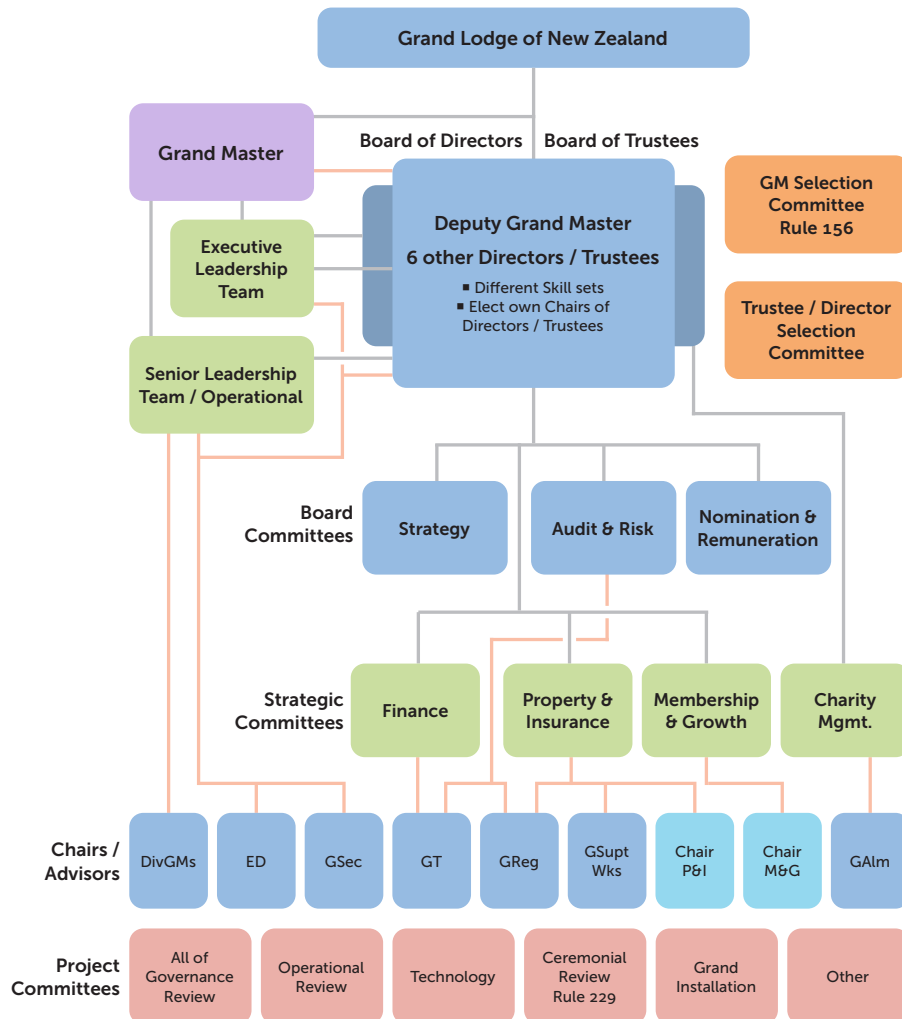 Grand Lodge of New Zealand
Board of Directors
Board of Trustees
Grand Master
Deputy Grand Master
6 other Directors / Trustees
▪ Different Skill sets
▪ Elect own Chairs of
Directors / Trustees
GM Selection
Committee
Rule 156
Executive
Leadership
Team
Trustee / Director
Selection
Committee
Senior Leadership
Team / Operational
Board
Committees
Strategy
Audit & Risk
Nomination &
Remuneration
Strategic
Committees
Finance
Property &
Insurance
Membership
& Growth
Charity
Mgmt.
Chairs /
Advisors
DivGMs
ED
GSec
GT
GReg
GSupt
Wks
Chair
P&I
Chair
M&G
GAlm
Project
Committees
All of
Governance
Review
Operational
Review
Technology
Ceremonial
Review
Rule 229
Grand
Installation
Other